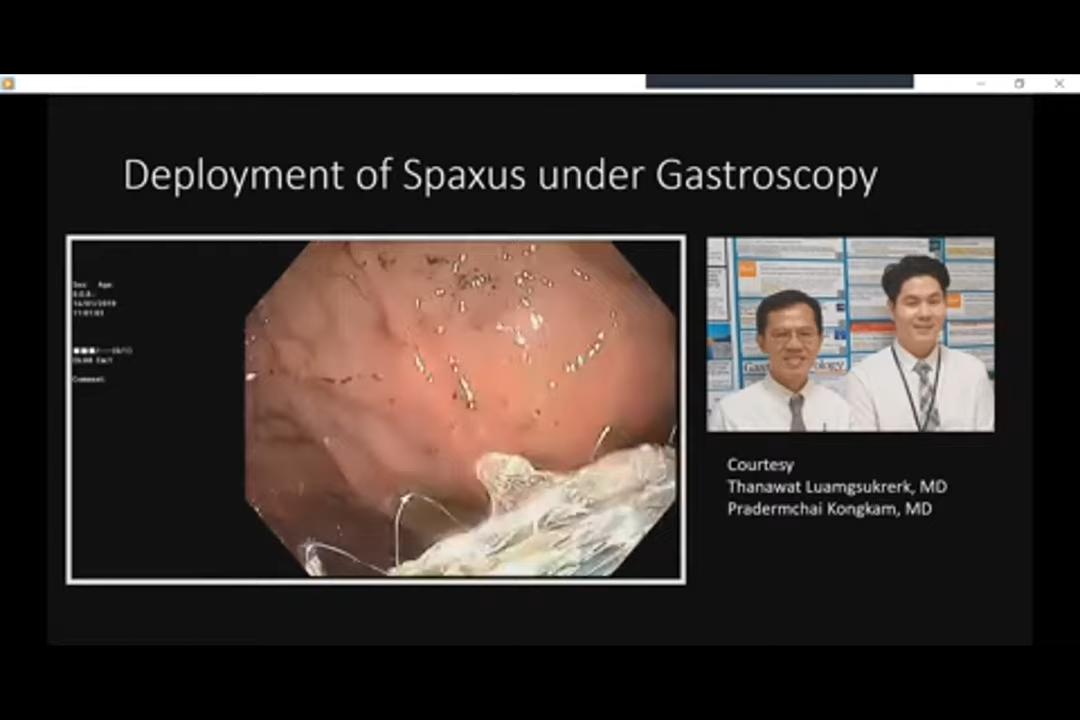 Deployment of Spaxus under Gastroscopy
Courtesy
Thanawat Luamgsukrerk, MD
Pradermchai Kongkam, MD